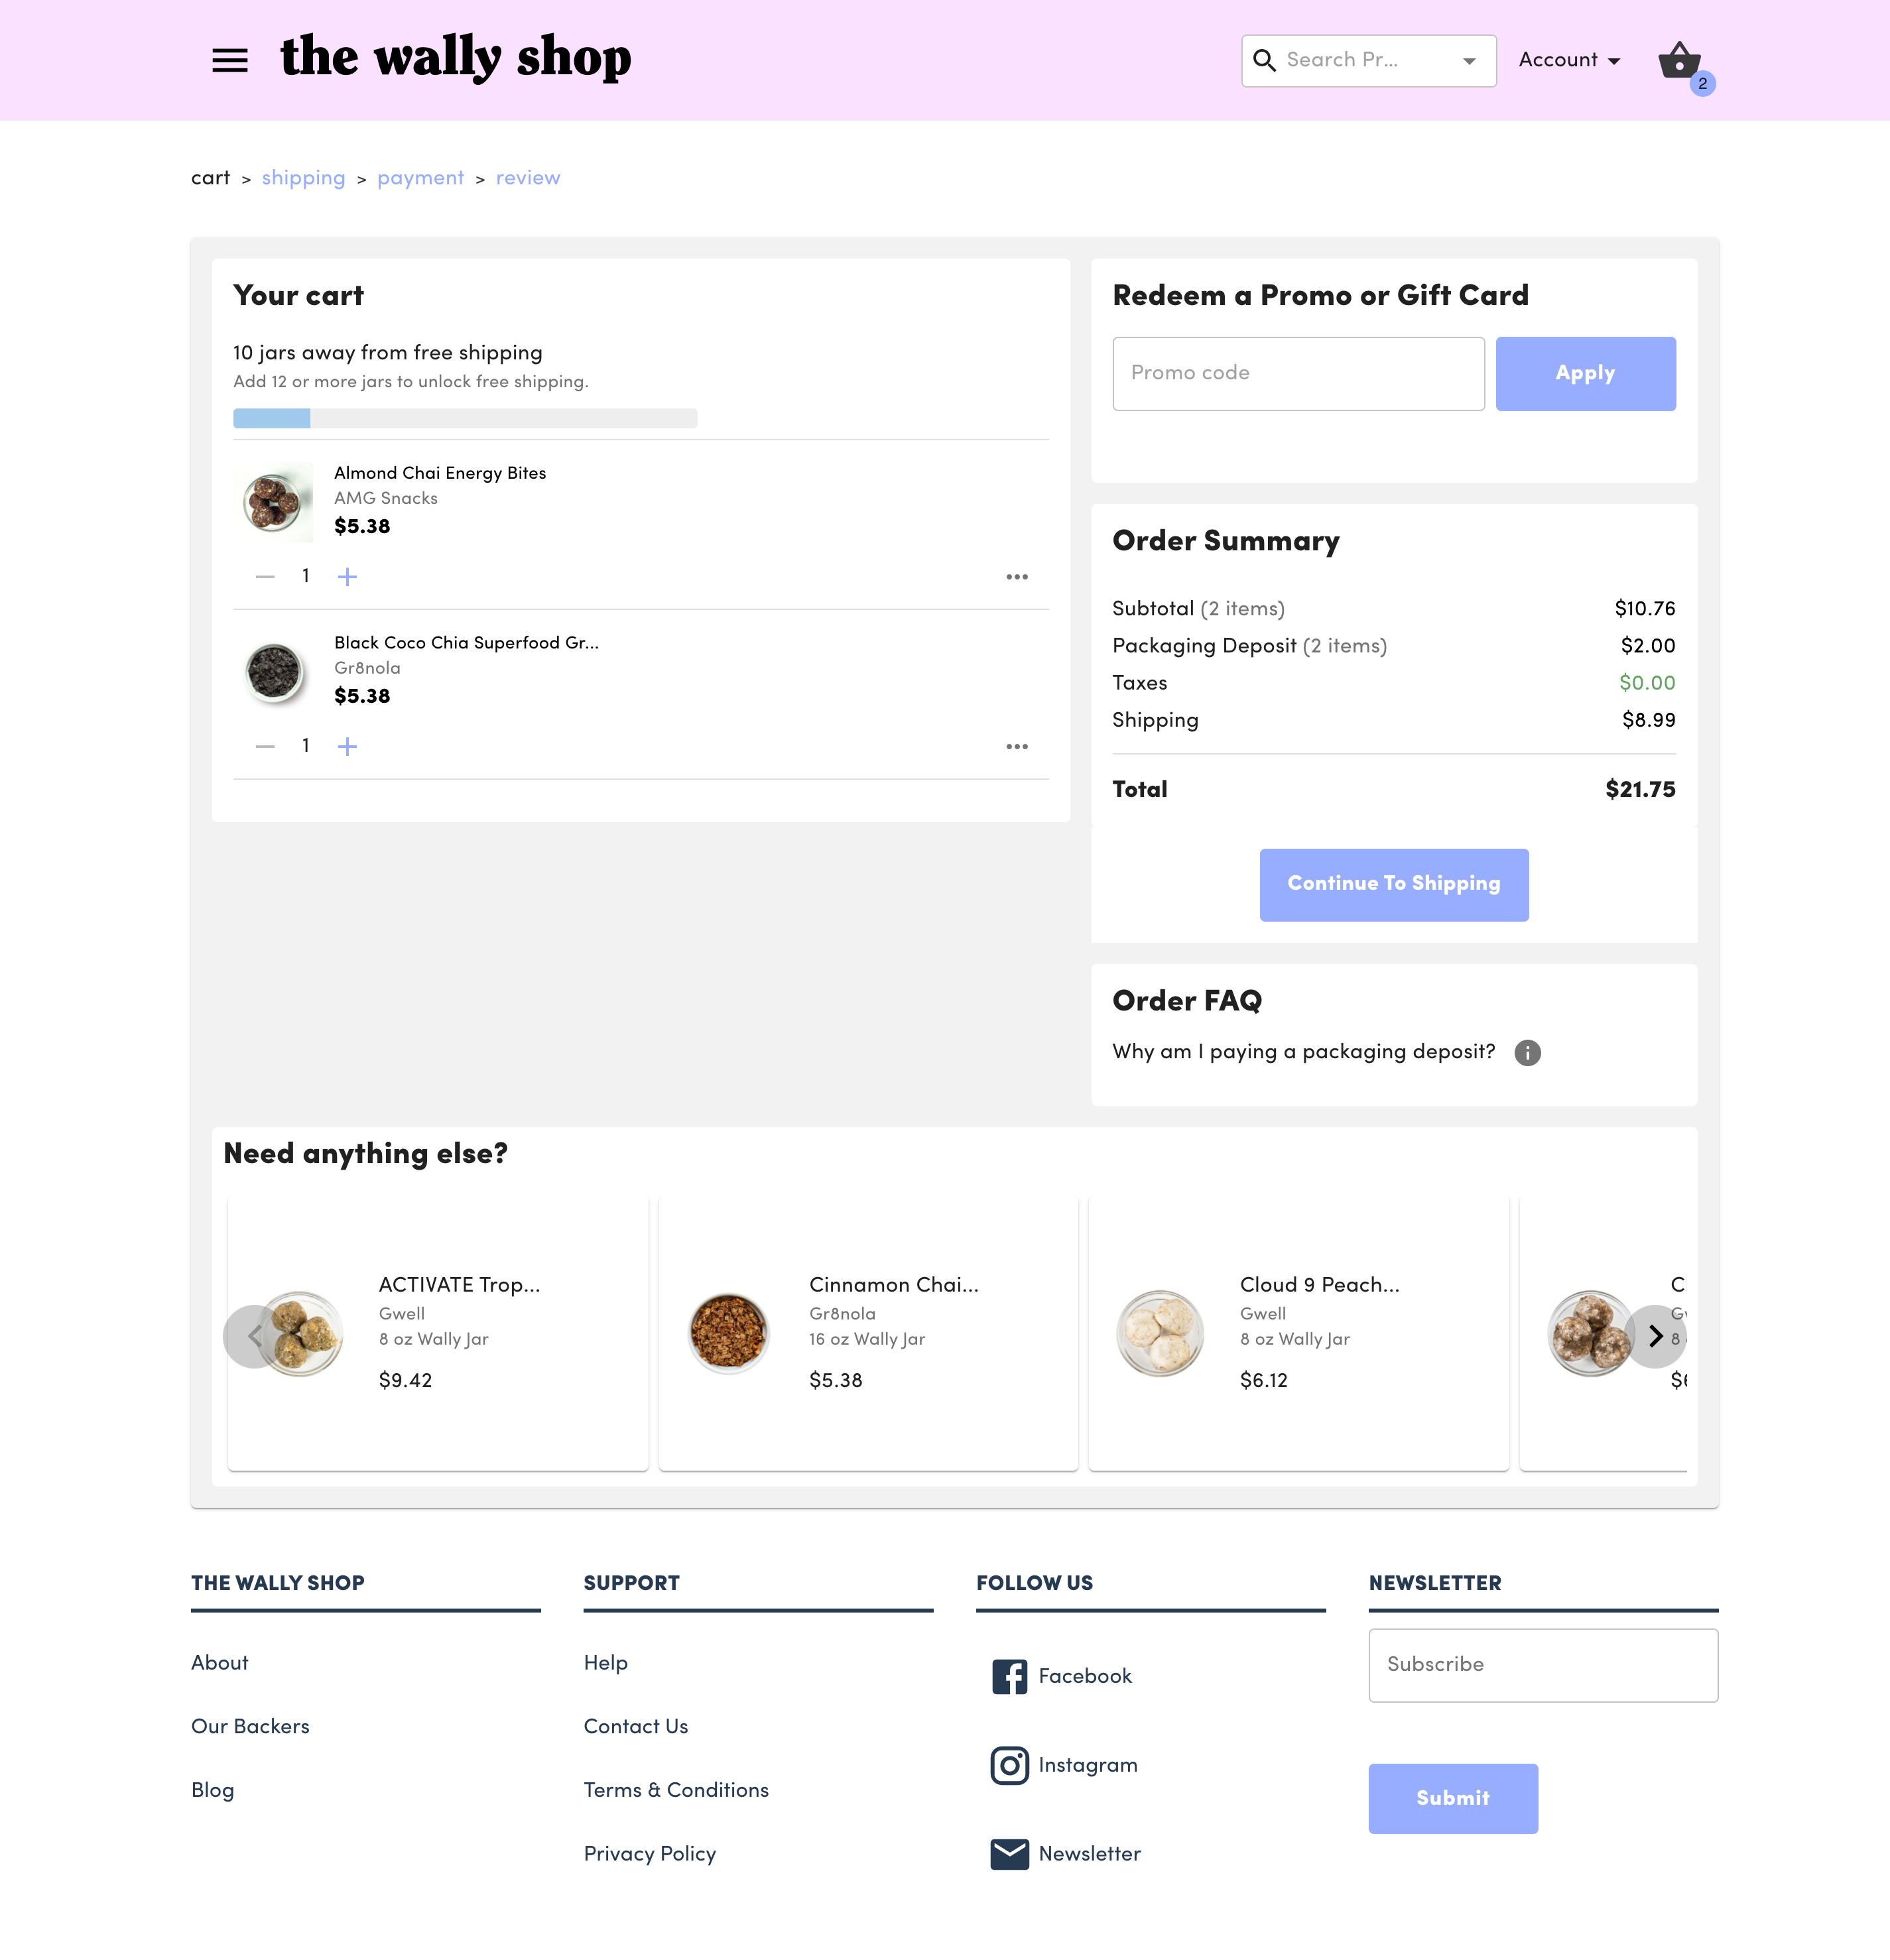 the wally shop
Search Pr...
Account
2
cart > shipping > payment > review
Your cart
10 jars away from free shipping
Add 12 or more jars to unlock free shipping.
Almond Chai Energy Bites
AMG Snacks
$5.38
1
Black Coco Chia Superfood Gr...
Gr8nola
$5.38
1
Redeem a Promo or Gift Card
Promo code
Apply
Order Summary
Subtotal (2 items) $10.76
Packaging Deposit (2 items) $2.00
Taxes $0.00
Shipping $8.99
Total $21.75
Continue To Shipping
Order FAQ
Why am I paying a packaging deposit?
Need anything else?
ACTIVATE Trop...
Gwell
8 oz Wally Jar
$9.42
Cinnamon Chai...
Gr8nola
16 oz Wally Jar
$5.38
Cloud 9 Peach...
Gwell
8 oz Wally Jar
$6.12
C
8
THE WALLY SHOP
About
Our Backers
Blog
SUPPORT
Help
Contact Us
Terms & Conditions
Privacy Policy
FOLLOW US
Facebook
Instagram
Newsletter
NEWSLETTER
Subscribe
Submit